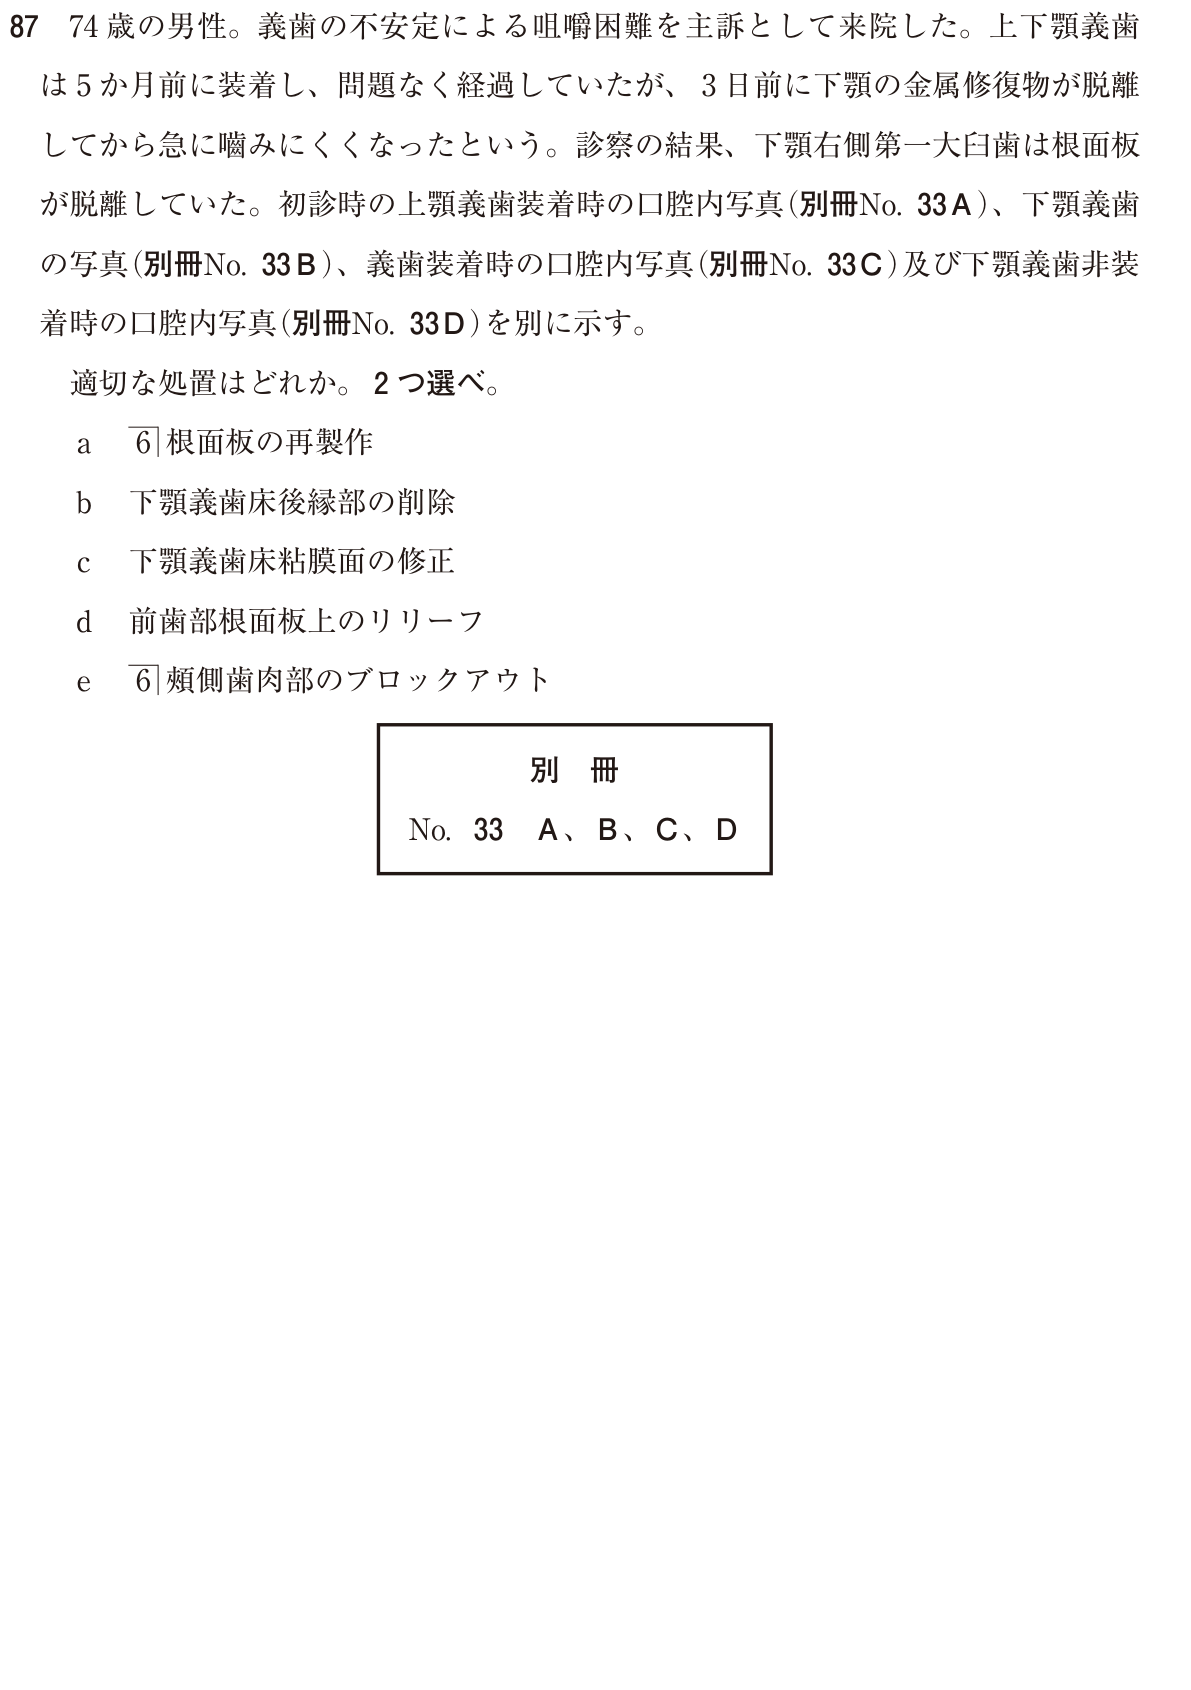 87 74歳の男性。義歯の不安定による咀嚼困難を主訴として来院した。上下顎義歯
は5か月前に装着し、問題なく経過していたが、3日前に下顎の金属修復物が脱離
してから急に嚙みにくくなったという。診察の結果、下顎右側第一大臼歯は根面板
が脱離していた。初診時の上顎義歯装着時の口腔内写真(別冊No. 33A)、下顎義歯
の写真(別冊No. 33B)、義歯装着時の口腔内写真(別冊No. 33C)及び下顎義歯非装
着時の口腔内写真(別冊No. 33D)を別に示す。
適切な処置はどれか。2つ選べ。
a 6根面板の再製作
b 下顎義歯床後縁部の削除
c 下顎義歯床粘膜面の修正
d 前歯部根面板上のリリーフ
e 6頰側歯肉部のブロックアウト
別 冊
No. 33 A、B、C、D